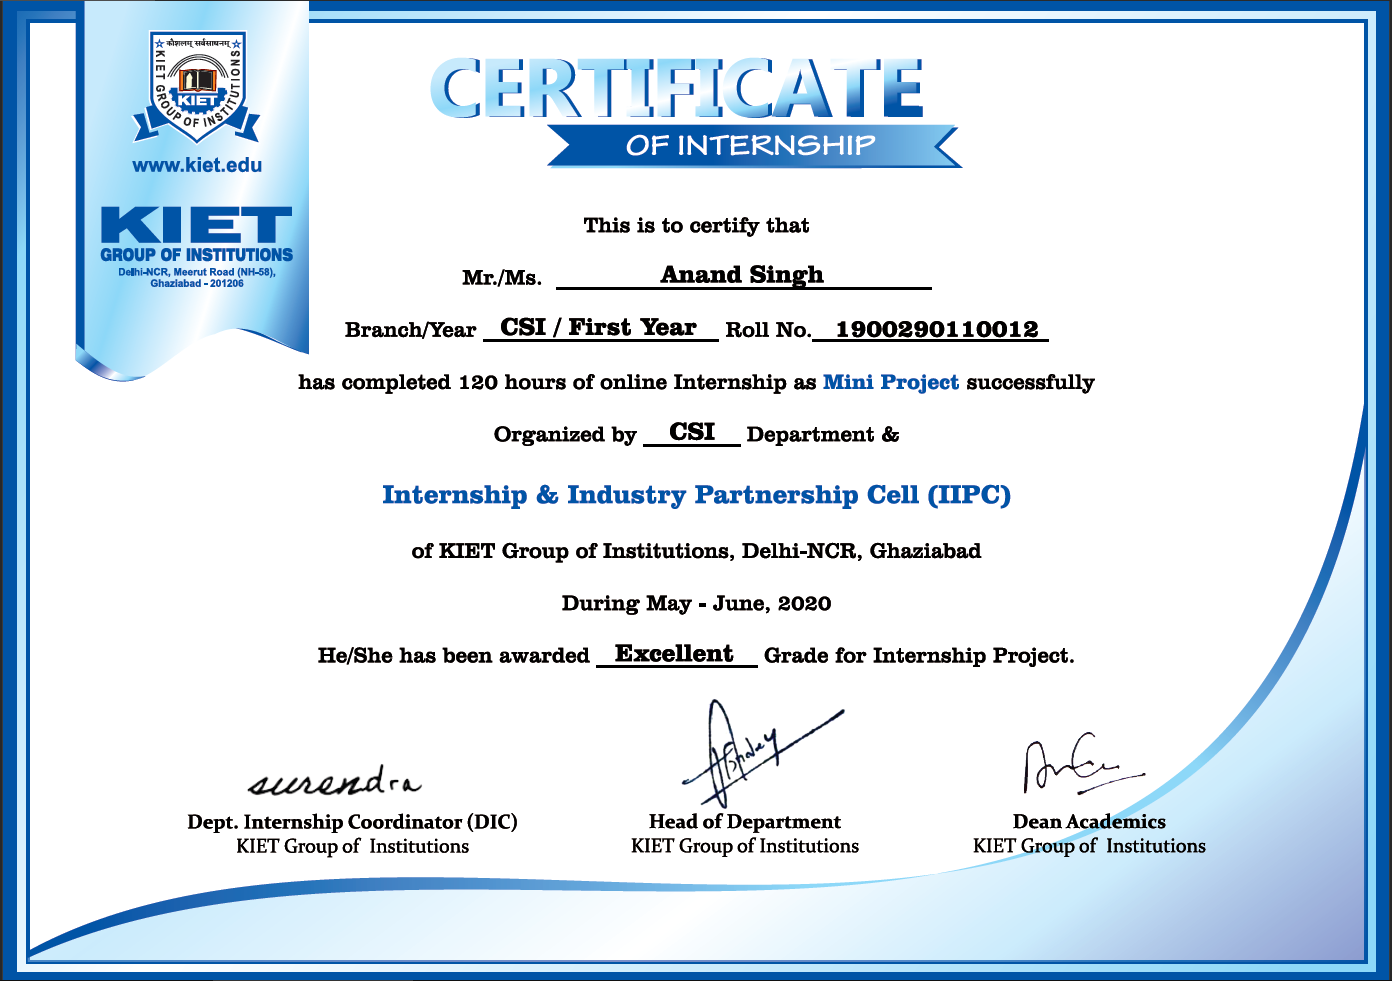 कौशलम् सर्वसाधनम्
KIET GROUP OF INSTITUTIONS
KIET
www.kiet.edu
KIET
GROUP OF INSTITUTIONS
Delhi-NCR, Meerut Road (NH-58),
Ghaziabad - 201206
CERTIFICATE
OF INTERNSHIP
This is to certify that
Mr./Ms. Anand Singh
Branch/Year CSI / First Year Roll No. 1900290110012
has completed 120 hours of online Internship as Mini Project successfully
Organized by CSI Department &
Internship & Industry Partnership Cell (IIPC)
of KIET Group of Institutions, Delhi-NCR, Ghaziabad
During May - June, 2020
He/She has been awarded Excellent Grade for Internship Project.
surendra
Dept. Internship Coordinator (DIC)
KIET Group of Institutions
Head of Department
KIET Group of Institutions
Dean Academics
KIET Group of Institutions